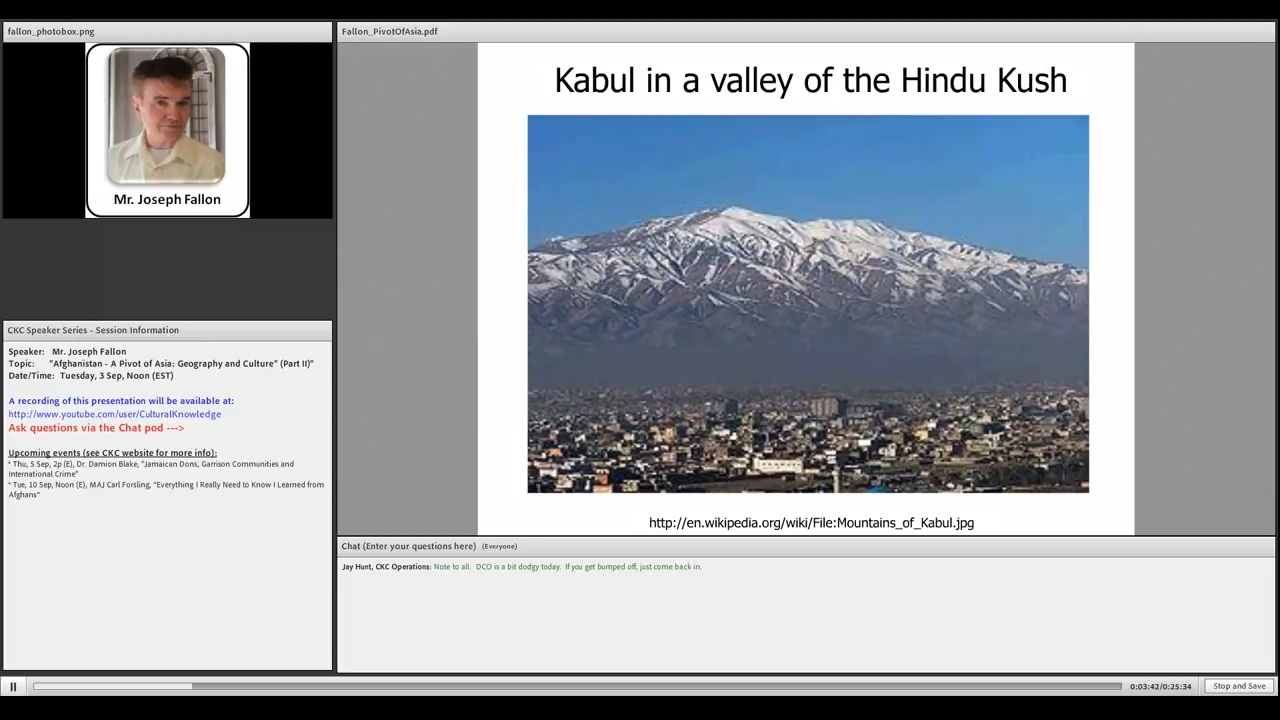 fallon_photobox.png
Mr. Joseph Fallon
CKC Speaker Series - Session Information
Speaker: Mr. Joseph Fallon
Topic: "Afghanistan - A Pivot of Asia: Geography and Culture" (Part II)"
Date/Time: Tuesday, 3 Sep, Noon (EST)
A recording of this presentation will be available at:
http://www.youtube.com/user/CulturalKnowledge
Ask questions via the Chat pod --->
Upcoming events (see CKC website for more info):
* Thu, 5 Sep, 2p (E), Dr. Damion Blake, "Jamaican Dons, Garrison Communities and
International Crime"
* Tue, 10 Sep, Noon (E), MAJ Carl Forsling, "Everything I Really Need to Know I Learned from
Afghans"
Fallon_PivotOfAsia.pdf
Kabul in a valley of the Hindu Kush
http://en.wikipedia.org/wiki/File:Mountains_of_Kabul.jpg
Chat (Enter your questions here) (Everyone)
Jay Hunt, CKC Operations: Note to all: DCO is a bit dodgy today. If you get bumped off, just come back in.
0:03:42/0:25:34
Stop and Save